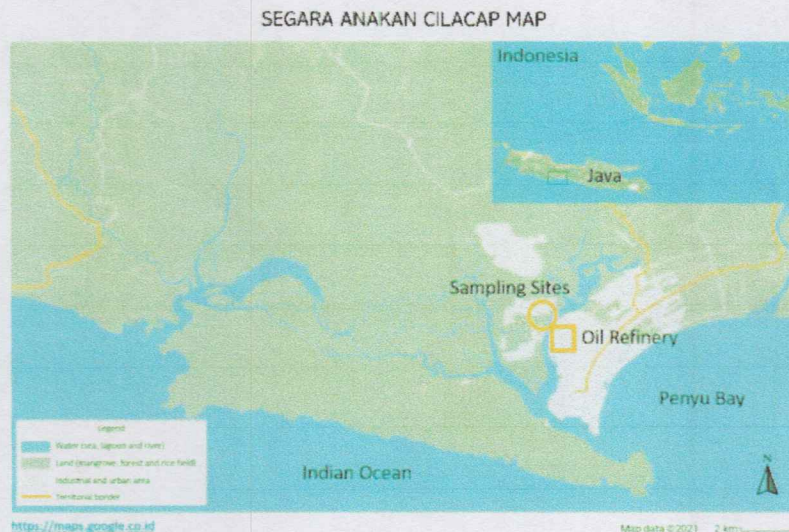 SEGARA ANAKAN CILACAP MAP
Indonesia
Java
Sampling Sites
Oil Refinery
Penyu Bay
Indian Ocean
N
Legend
Water (sea, lagoon and river)
Land (mangrove, forest and rice field)
Industrial and urban area
Territorial border
https://maps.google.co.id
Map data ©2021 2 km